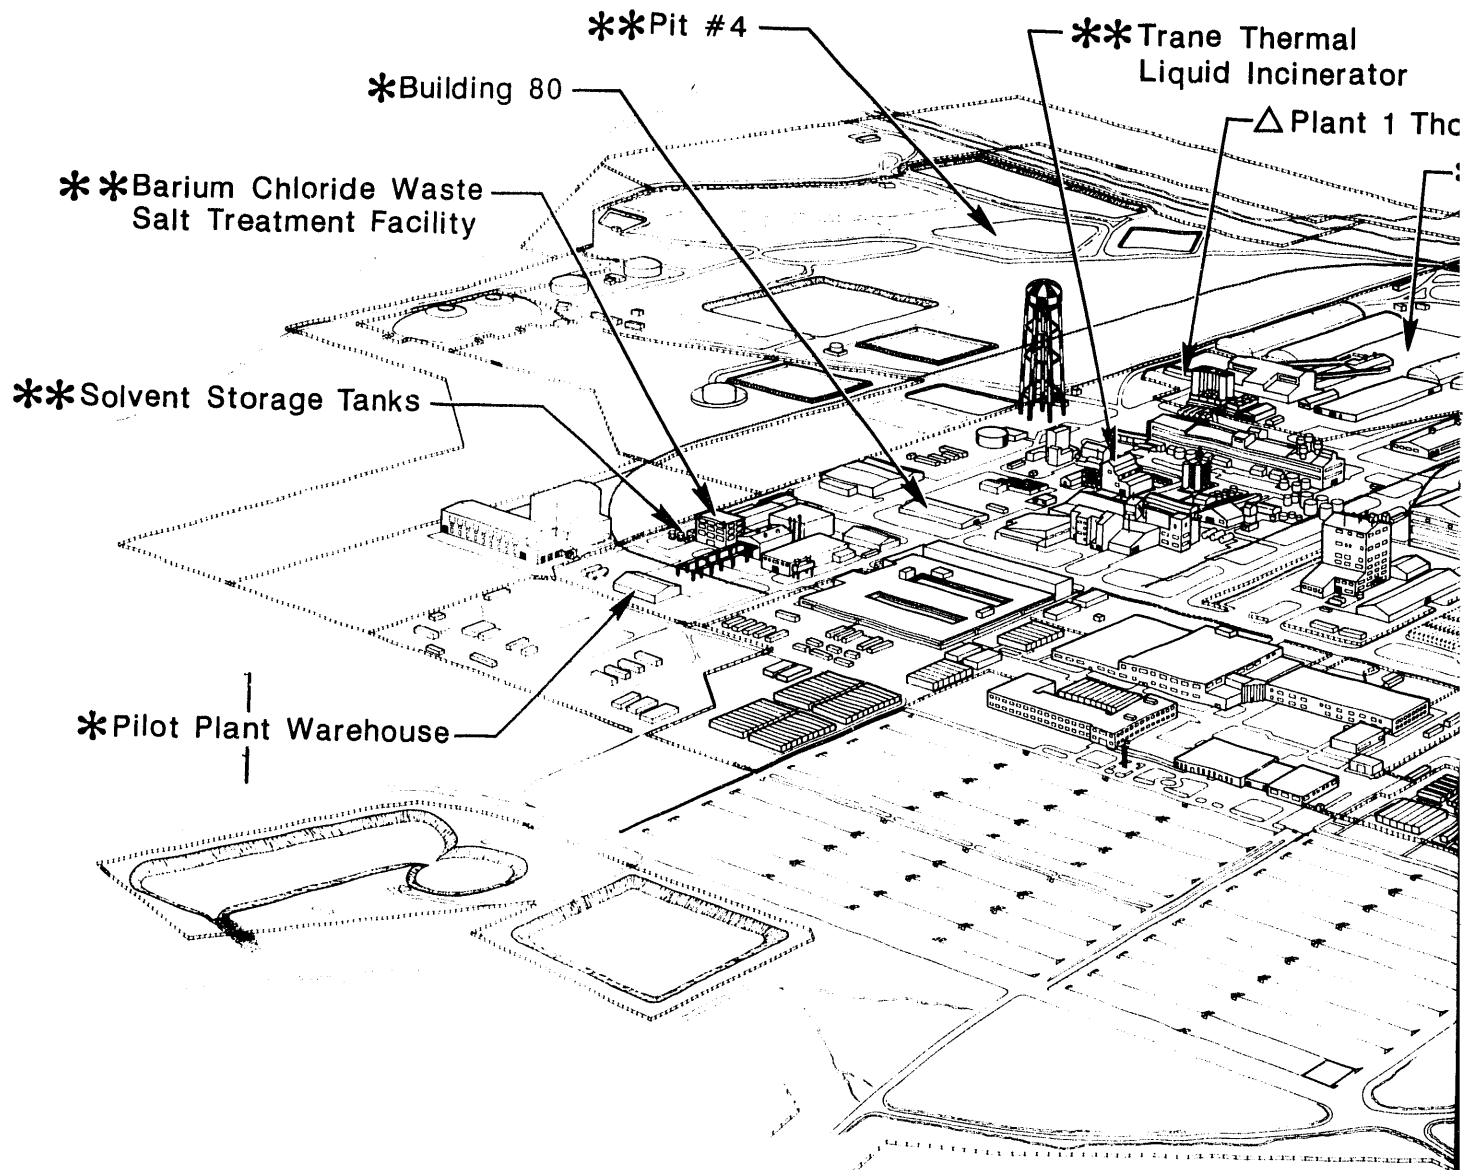 **Pit #4
**Trane Thermal
Liquid Incinerator
*Building 80
△Plant 1 Tho
**Barium Chloride Waste
Salt Treatment Facility
**Solvent Storage Tanks
*Pilot Plant Warehouse